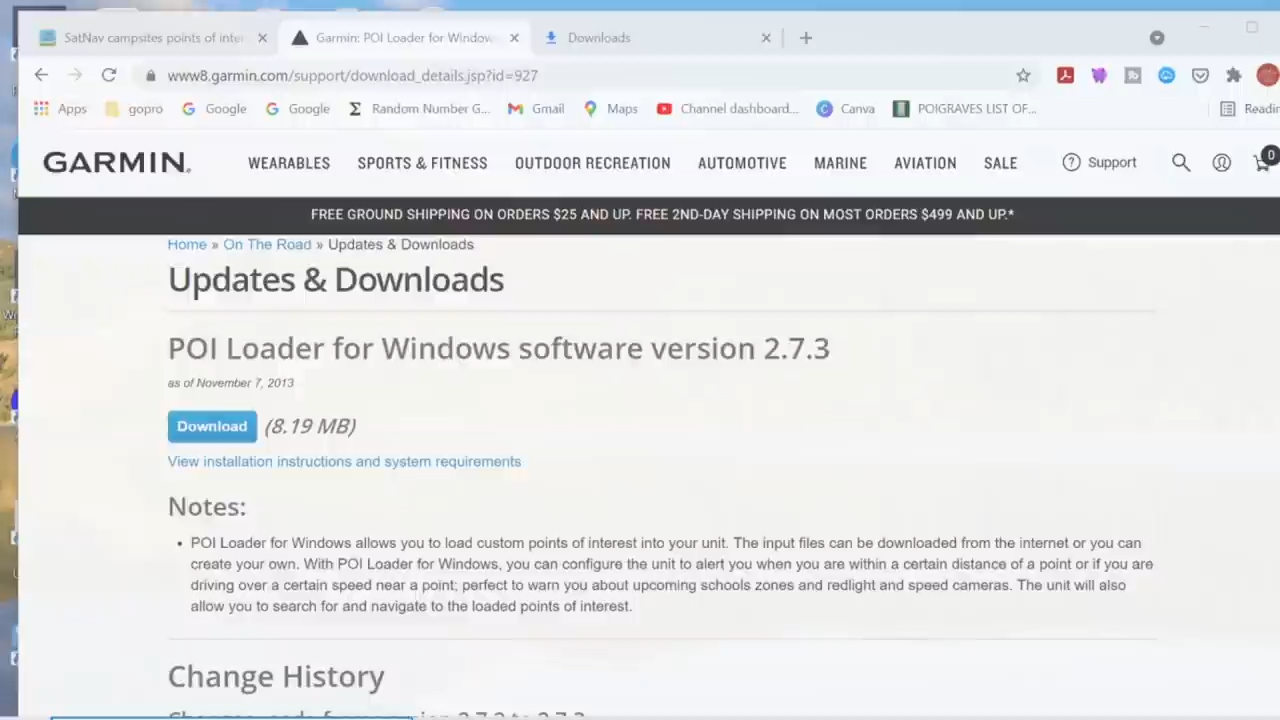 SatNav campsites points of inte
Garmin: POI Loader for Window
Downloads
www8.garmin.com/support/download_details.jsp?id=927
Apps
gopro
Google
Google
Random Number G...
Gmail
Maps
Channel dashboard...
Canva
POIGRAVES LIST OF...
Readin
GARMIN.
WEARABLES
SPORTS & FITNESS
OUTDOOR RECREATION
AUTOMOTIVE
MARINE
AVIATION
SALE
Support
0
FREE GROUND SHIPPING ON ORDERS $25 AND UP. FREE 2ND-DAY SHIPPING ON MOST ORDERS $499 AND UP.*
Home » On The Road » Updates & Downloads
Updates & Downloads
POI Loader for Windows software version 2.7.3
as of November 7, 2013
Download (8.19 MB)
View installation instructions and system requirements
Notes:
• POI Loader for Windows allows you to load custom points of interest into your unit. The input files can be downloaded from the internet or you can
create your own. With POI Loader for Windows, you can configure the unit to alert you when you are within a certain distance of a point or if you are
driving over a certain speed near a point; perfect to warn you about upcoming schools zones and redlight and speed cameras. The unit will also
allow you to search for and navigate to the loaded points of interest.
Change History